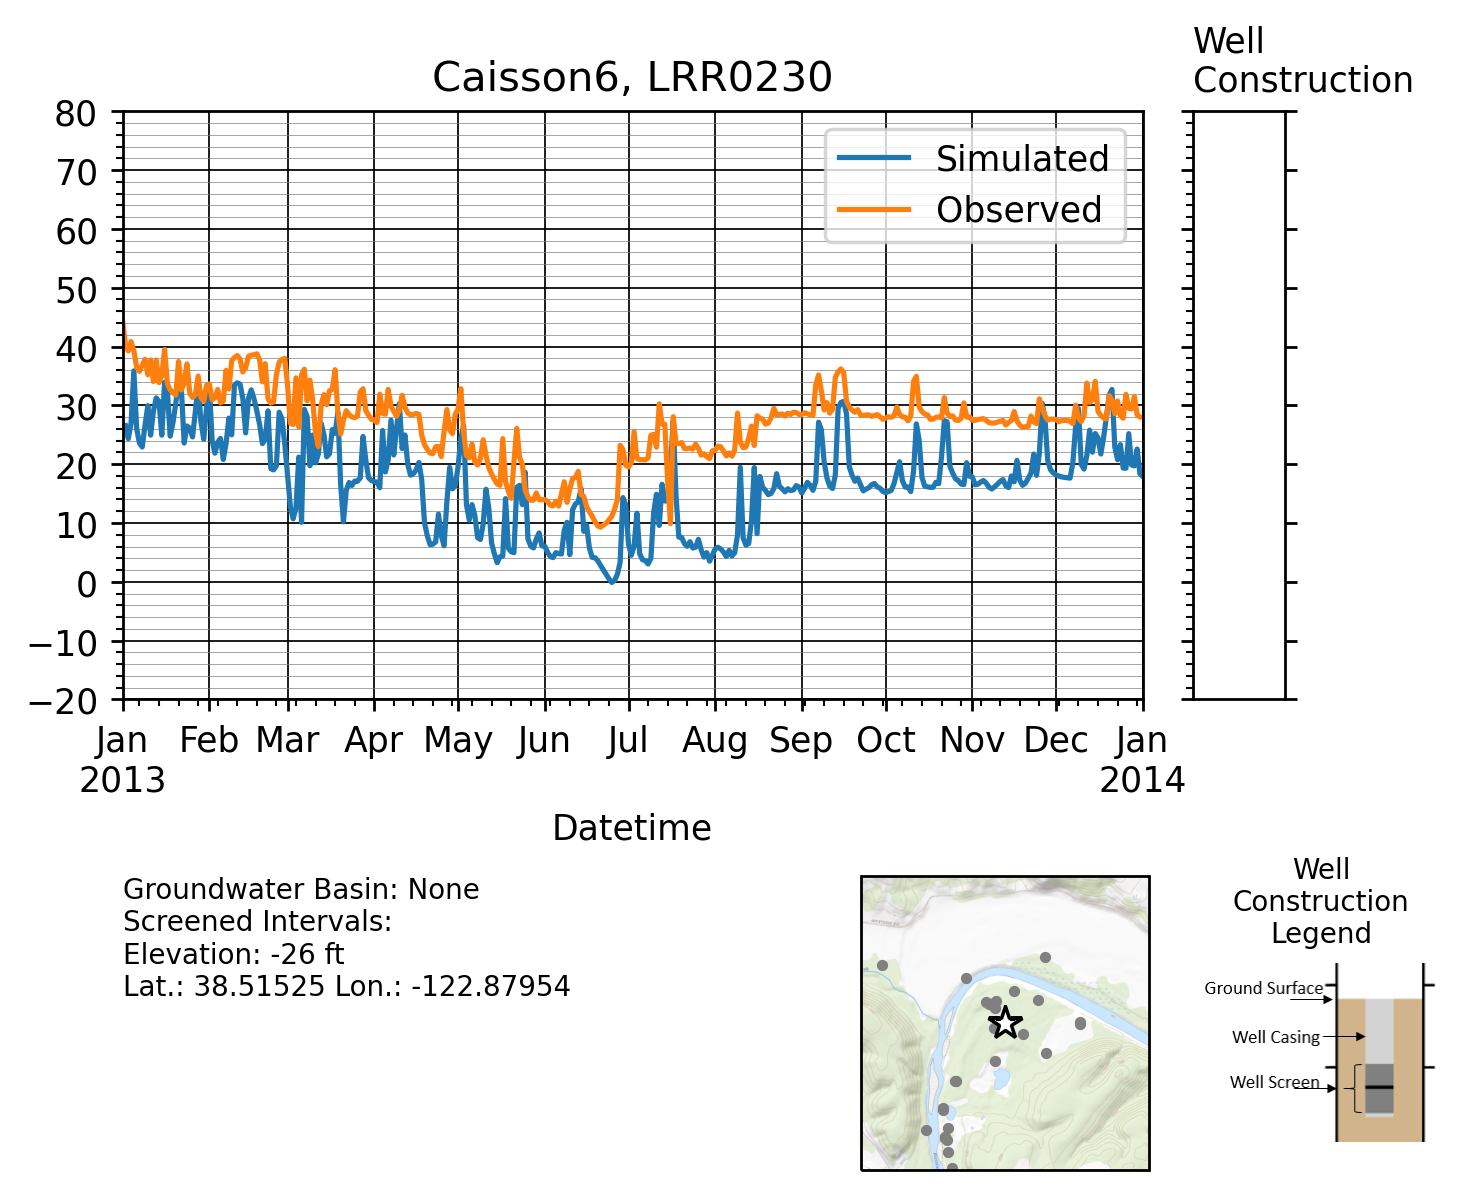 Well
Construction
Caisson6, LRR0230
80
70
60
50
40
30
20
10
0
−10
−20
Simulated
Observed
Jan Feb Mar Apr May Jun Jul Aug Sep Oct Nov Dec Jan
2013 2014
Datetime
Groundwater Basin: None
Screened Intervals:
Elevation: -26 ft
Lat.: 38.51525 Lon.: -122.87954
Well
Construction
Legend
Ground Surface
Well Casing
Well Screen